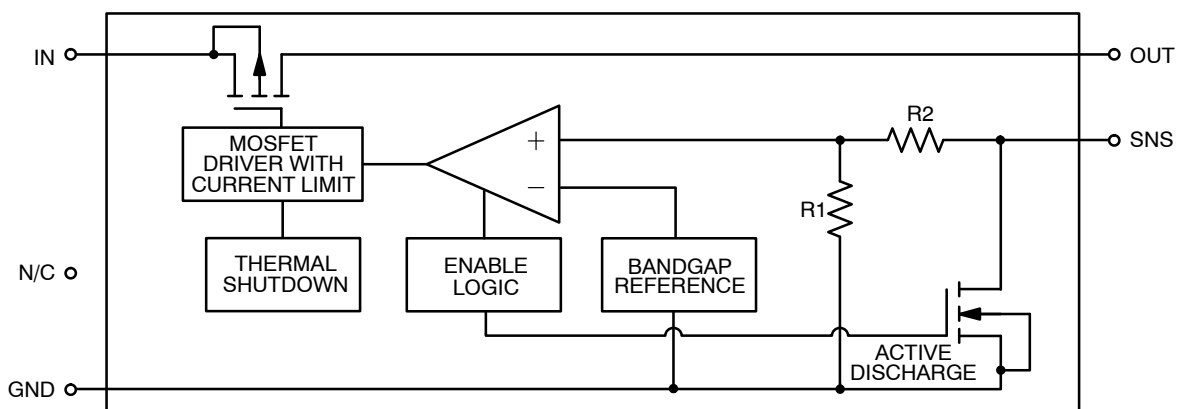 IN
OUT
R2
SNS
MOSFET
DRIVER WITH
CURRENT LIMIT
+
−
R1
THERMAL
SHUTDOWN
ENABLE
LOGIC
BANDGAP
REFERENCE
N/C
ACTIVE
DISCHARGE
GND